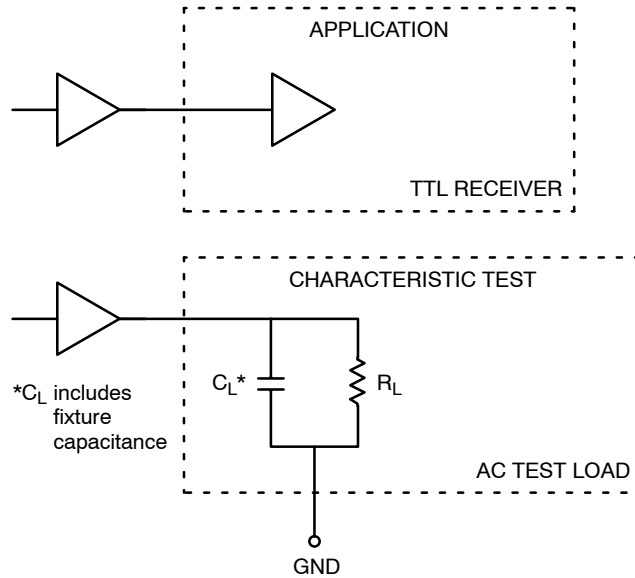 APPLICATION
TTL RECEIVER
CHARACTERISTIC TEST
*CL includes
fixture
capacitance
CL*
RL
AC TEST LOAD
GND